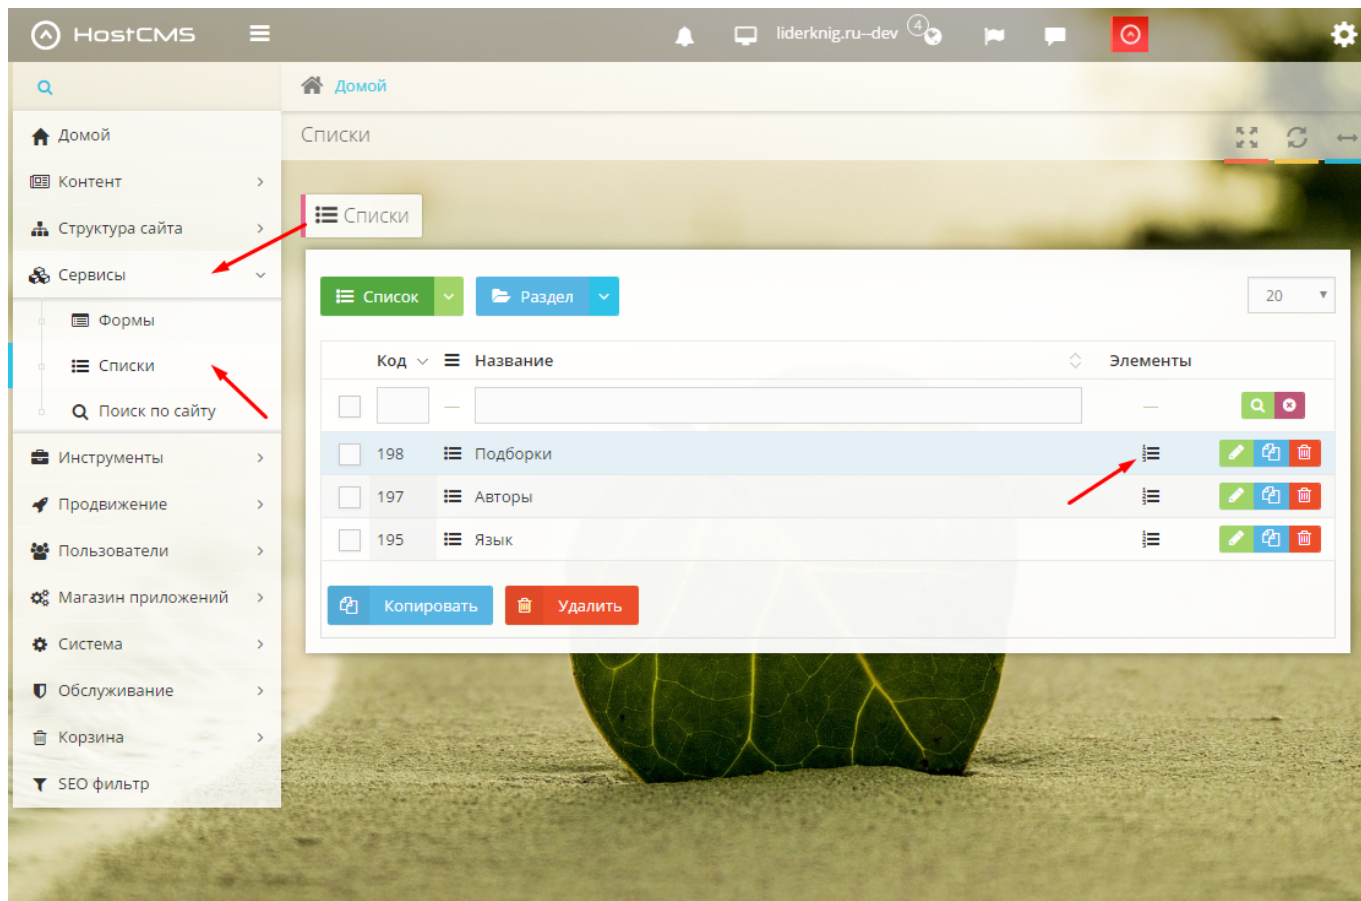 HostCMS
liderknig.ru--dev
4
Домой
Списки
Домой
Контент
Структура сайта
Сервисы
Формы
Списки
Поиск по сайту
Инструменты
Продвижение
Пользователи
Магазин приложений
Система
Обслуживание
Корзина
SEO фильтр
Списки
Список Раздел 20
Код Название Элементы
— —
198 Подборки
197 Авторы
195 Язык
Копировать Удалить